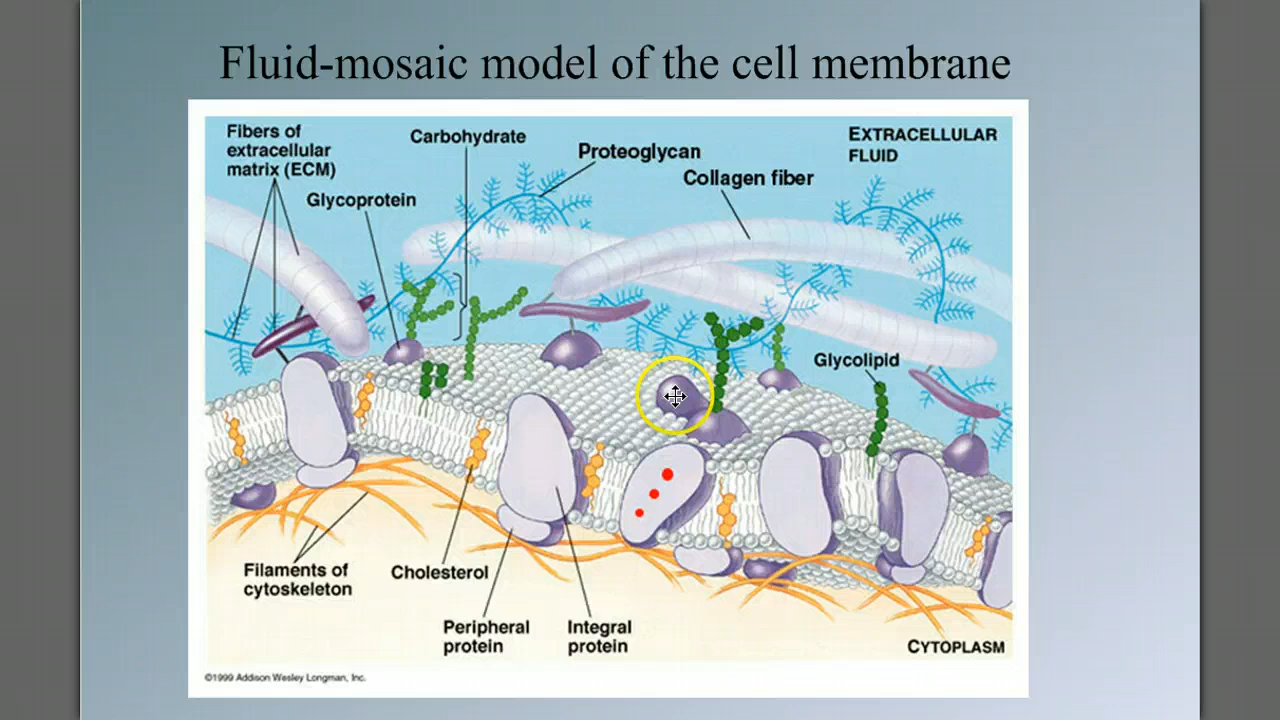 Fluid-mosaic model of the cell membrane
Fibers of
extracellular
matrix (ECM)
Carbohydrate
Proteoglycan
EXTRACELLULAR
FLUID
Collagen fiber
Glycoprotein
Glycolipid
Filaments of
cytoskeleton
Cholesterol
Peripheral
protein
Integral
protein
CYTOPLASM
©1999 Addison Wesley Longman, Inc.